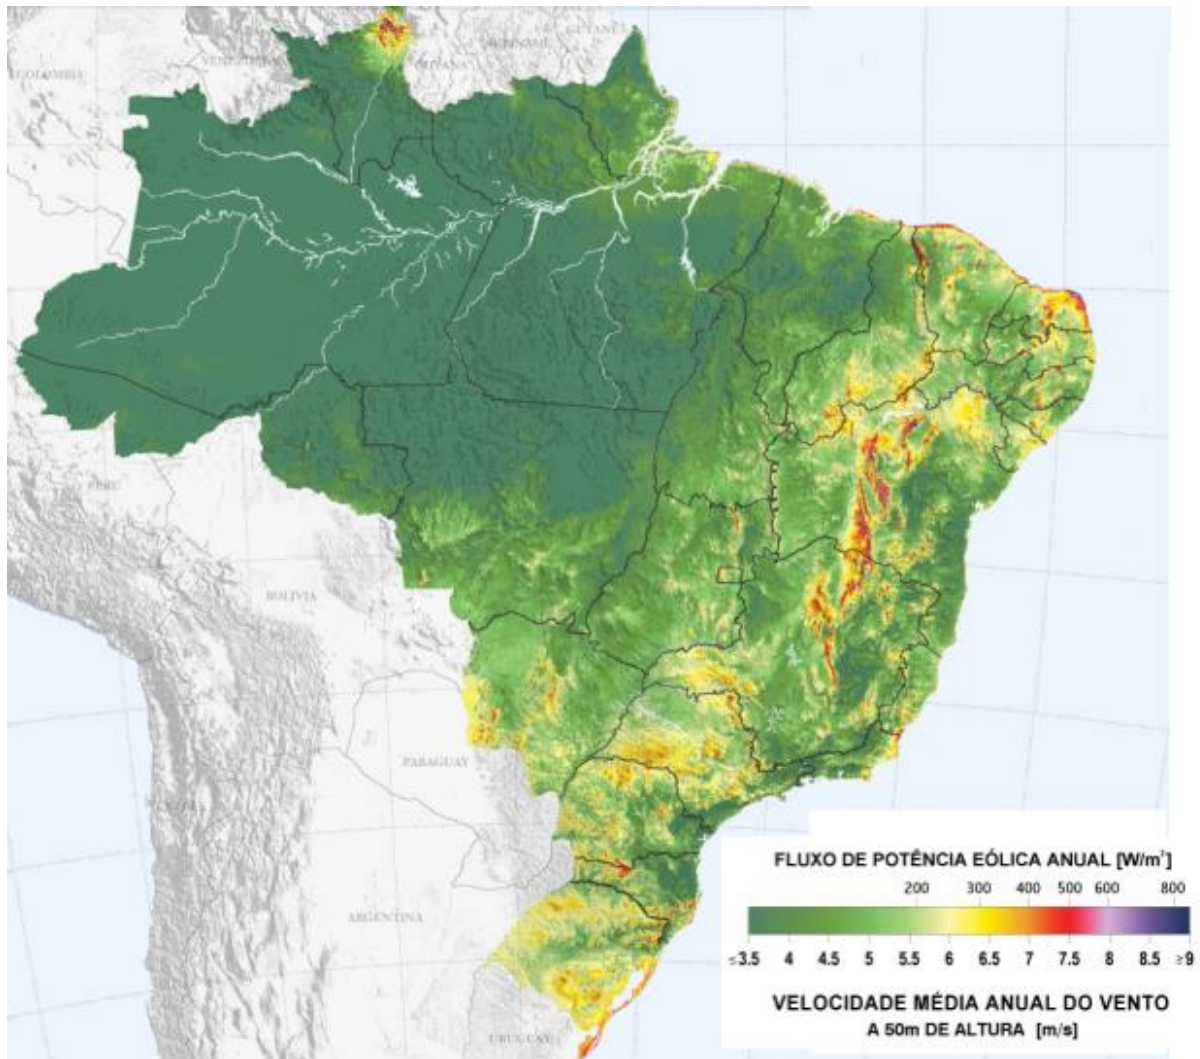 GUYANE
SURINAME
VENEZUELA
GUYANA
COLOMBIA
PERU
BOLIVIA
PARAGUAY
ARGENTINA
URUGUAY
FLUXO DE POTÊNCIA EÓLICA ANUAL [W/m²]
200 300 400 500 600 800
≤3.5 4 4.5 5 5.5 6 6.5 7 7.5 8 8.5 ≥9
VELOCIDADE MÉDIA ANUAL DO VENTO
A 50m DE ALTURA [m/s]